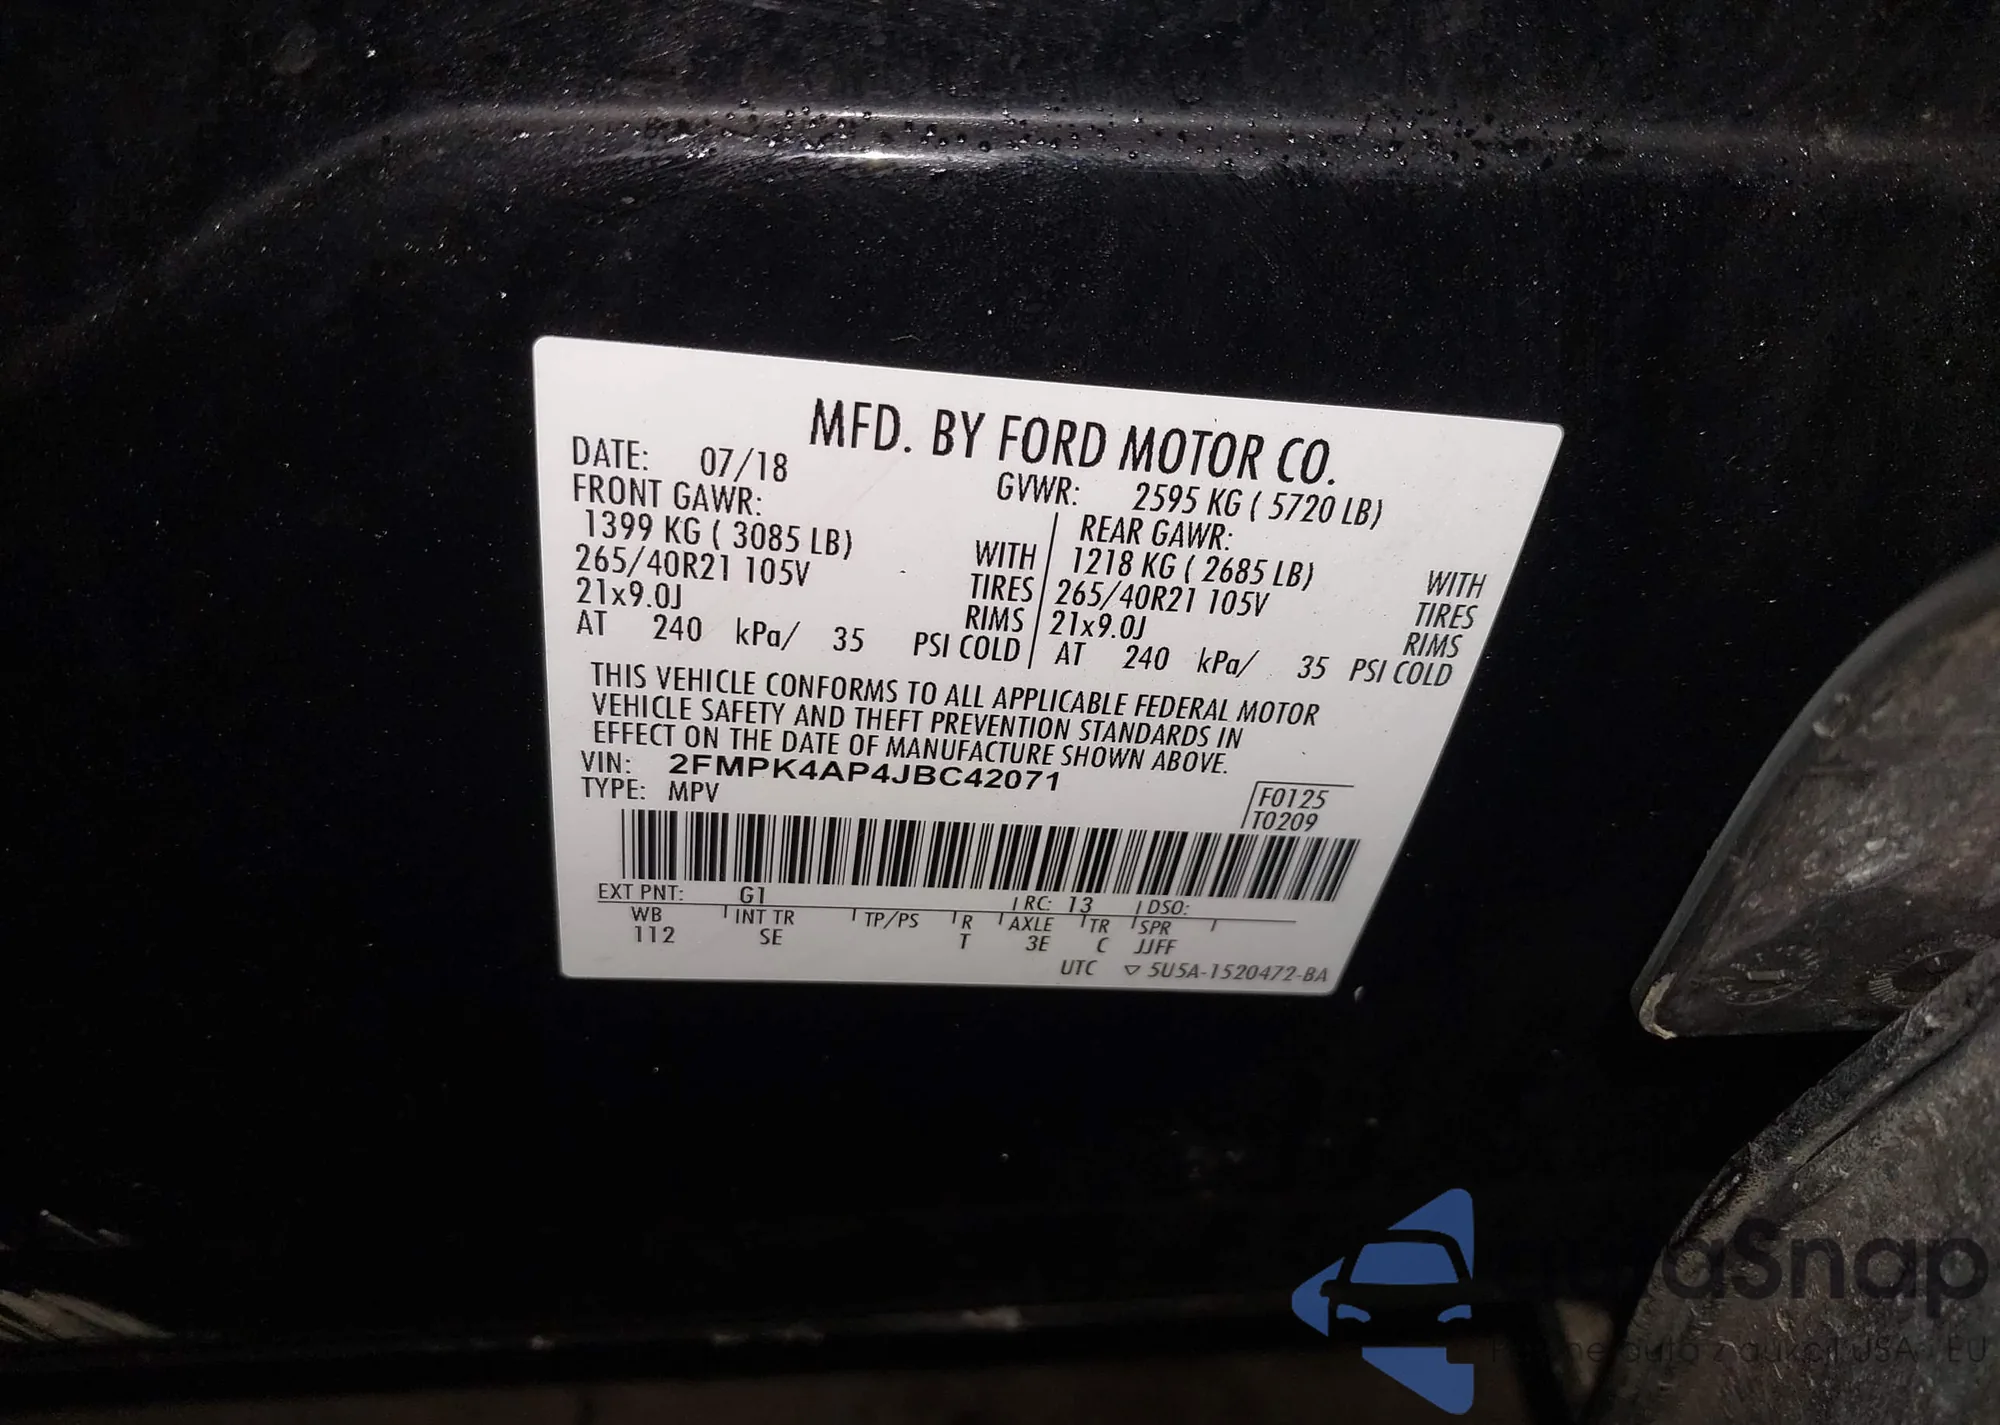 MFD. BY FORD MOTOR CO.
DATE: 07/18 GVWR: 2595 KG ( 5720 LB)
FRONT GAWR: REAR GAWR:
1399 KG ( 3085 LB) WITH 1218 KG ( 2685 LB) WITH
265/40R21 105V TIRES 265/40R21 105V TIRES
21x9.0J RIMS 21x9.0J RIMS
AT 240 kPa/ 35 PSI COLD AT 240 kPa/ 35 PSI COLD
THIS VEHICLE CONFORMS TO ALL APPLICABLE FEDERAL MOTOR
VEHICLE SAFETY AND THEFT PREVENTION STANDARDS IN
EFFECT ON THE DATE OF MANUFACTURE SHOWN ABOVE.
VIN: 2FMPK4AP4JBC42071
TYPE: MPV
F0125
T0209
EXT PNT: G1 RC: 13 DSO:
WB INT TR TP/PS R AXLE TR SPR
112 SE T 3E C JJFF
UTC ▽ 5U5A-1520472-BA
aSnap
auto z aukcji USA EU